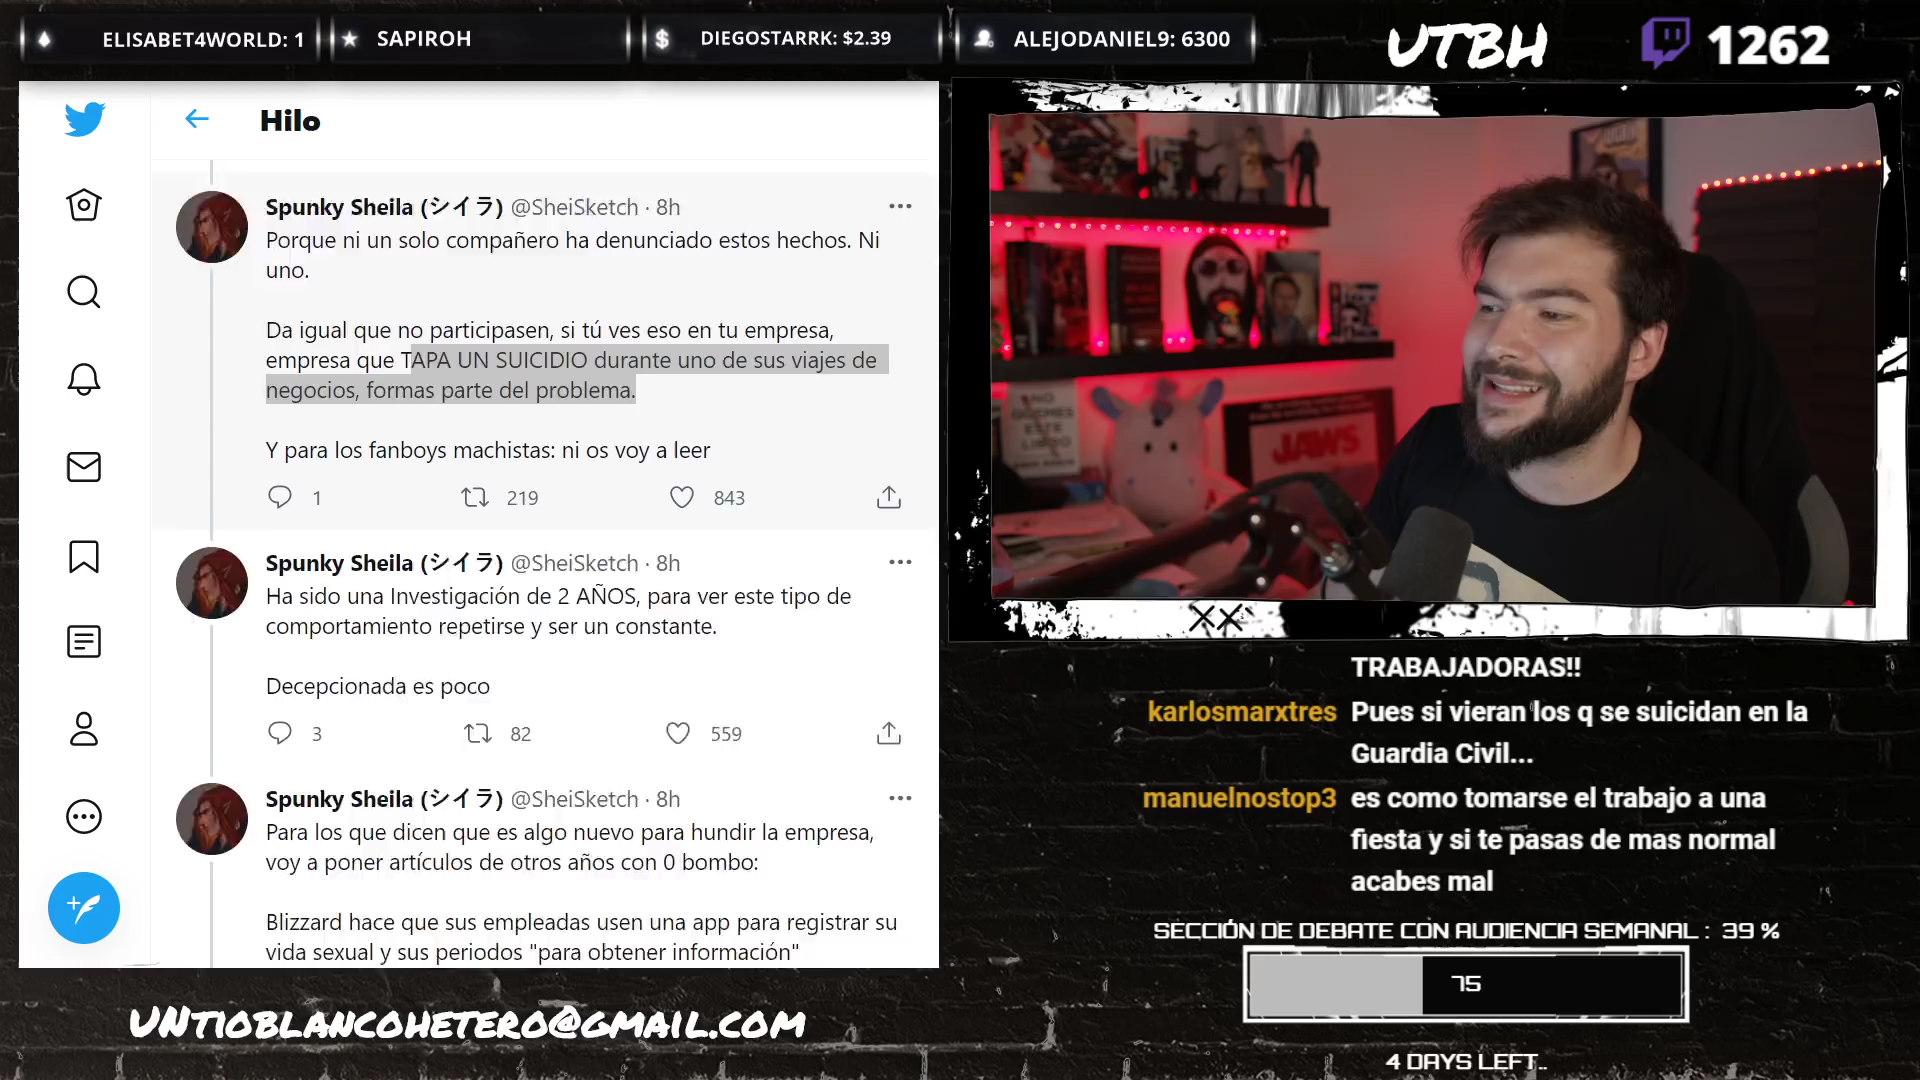 ELISABET4WORLD: 1
SAPIROH
DIEGOSTARRK: $2.39
ALEJODANIEL9: 6300
UTBH
1262
Hilo
Spunky Sheila (シイラ) @SheiSketch · 8h
Porque ni un solo compañero ha denunciado estos hechos. Ni
uno.
Da igual que no participasen, si tú ves eso en tu empresa,
empresa que TAPA UN SUICIDIO durante uno de sus viajes de
negocios, formas parte del problema.
Y para los fanboys machistas: ni os voy a leer
1 219 843
Spunky Sheila (シイラ) @SheiSketch · 8h
Ha sido una Investigación de 2 AÑOS, para ver este tipo de
comportamiento repetirse y ser un constante.
Decepcionada es poco
3 82 559
Spunky Sheila (シイラ) @SheiSketch · 8h
Para los que dicen que es algo nuevo para hundir la empresa,
voy a poner artículos de otros años con 0 bombo:
Blizzard hace que sus empleadas usen una app para registrar su
vida sexual y sus periodos "para obtener información"
UNTIOBLANCOHETERO@GMAIL.COM
NO
QUEMES
ESTE
LIBRO
JAWS
TRABAJADORAS!!
karlosmarxtres Pues si vieran los q se suicidan en la
Guardia Civil...
manuelnostop3 es como tomarse el trabajo a una
fiesta y si te pasas de mas normal
acabes mal
SECCIÓN DE DEBATE CON AUDIENCIA SEMANAL : 39 %
75
4 DAYS LEFT..